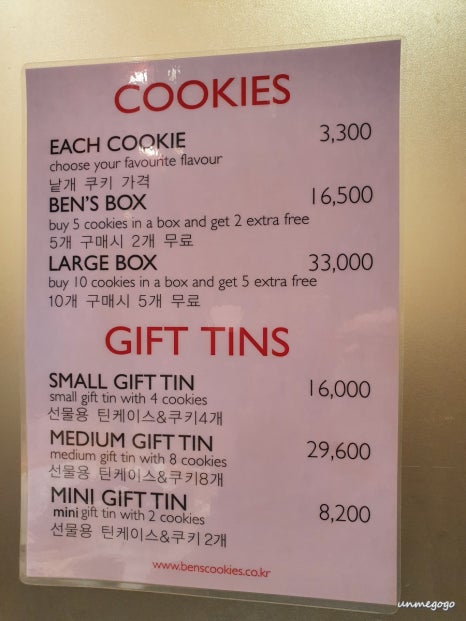 COOKIES
EACH COOKIE 3,300
choose your favourite flavour
낱개 쿠키 가격
BEN'S BOX 16,500
buy 5 cookies in a box and get 2 extra free
5개 구매시 2개 무료
LARGE BOX 33,000
buy 10 cookies in a box and get 5 extra free
10개 구매시 5개 무료
GIFT TINS
SMALL GIFT TIN 16,000
small gift tin with 4 cookies
선물용 틴케이스&쿠키4개
MEDIUM GIFT TIN 29,600
medium gift tin with 8 cookies
선물용 틴케이스&쿠키8개
MINI GIFT TIN 8,200
mini gift tin with 2 cookies
선물용 틴케이스&쿠키2개
www.benscookies.co.kr
unmegogo